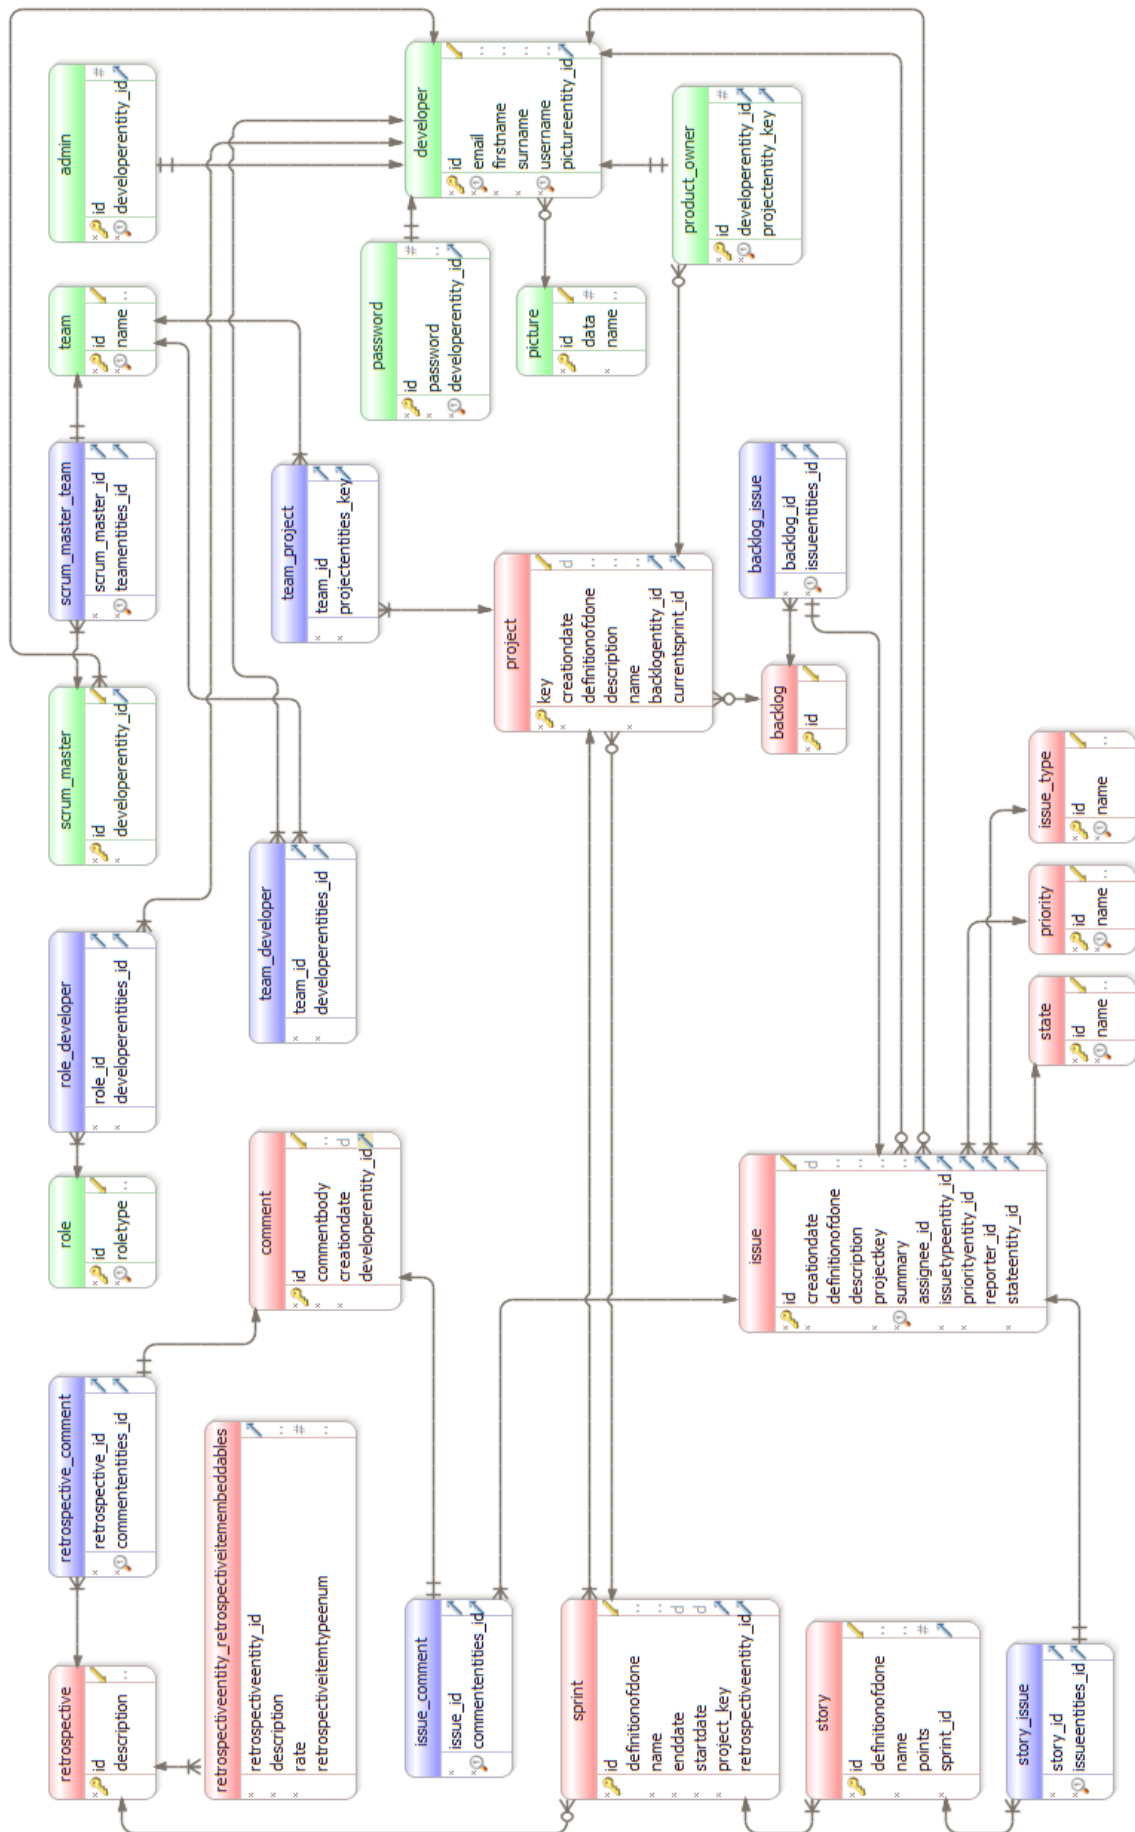 retrospective
id
description
retrospective_comment
retrospective_id
commententities_id
role
id
roletype
role_developer
role_id
developerentities_id
scrum_master
id
developerentity_id
scrum_master_team
scrum_master_id
teamentities_id
team
id
name
admin
id
developerentity_id
retrospectiveentity_retrospectiveitemembeddables
retrospectiveentity_id
description
rate
retrospectiveitemtypeenum
comment
id
commentbody
creationdate
developerentity_id
team_developer
team_id
developerentities_id
team_project
team_id
projectentities_key
password
id
password
developerentity_id
developer
id
email
firstname
surname
username
pictureentity_id
issue_comment
issue_id
commententities_id
project
key
creationdate
definitionofdone
description
name
backlogentity_id
currentsprint_id
picture
id
data
name
sprint
id
definitionofdone
name
enddate
startdate
project_key
retrospectiveentity_id
product_owner
id
developerentity_id
projectentity_key
issue
id
creationdate
definitionofdone
description
projectkey
summary
assignee_id
issuetypeentity_id
priorityentity_id
reporter_id
stateentity_id
backlog
id
backlog_issue
backlog_id
issueentities_id
story
id
definitionofdone
name
points
sprint_id
story_issue
story_id
issueentities_id
state
id
name
priority
id
name
issue_type
id
name